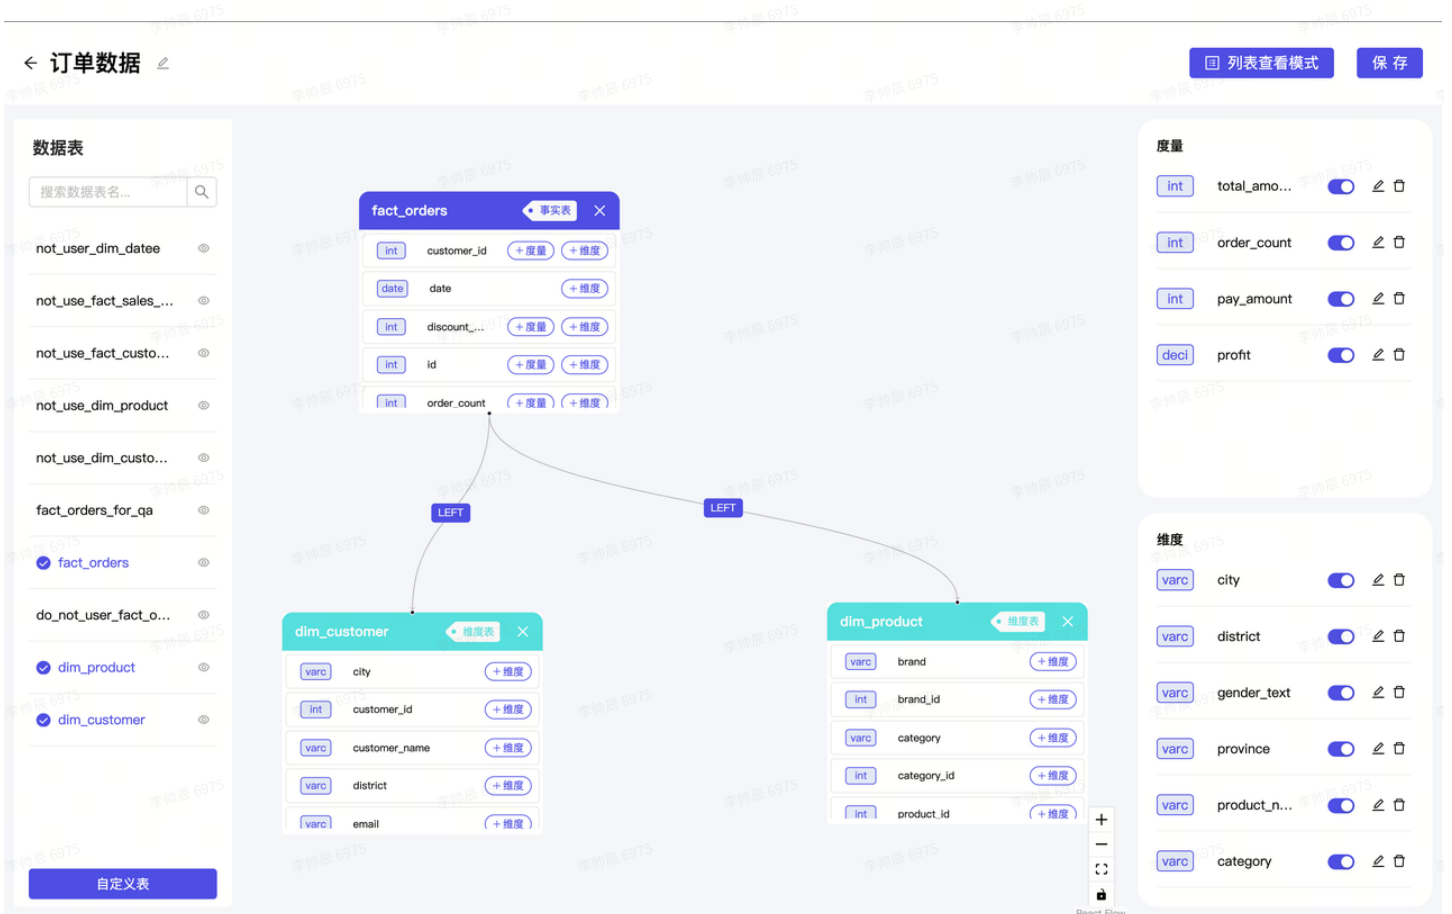 订单数据
列表查看模式
保 存
数据表
搜索数据表名...
not_user_dim_datee
not_use_fact_sales_...
not_use_fact_custo...
not_use_dim_product
not_use_dim_custo...
fact_orders_for_qa
fact_orders
do_not_user_fact_o...
dim_product
dim_customer
自定义表
fact_orders 事实表
int customer_id +度量 +维度
date date +维度
int discount_... +度量 +维度
int id +度量 +维度
int order_count +度量 +维度
LEFT
LEFT
dim_customer 维度表
varc city +维度
int customer_id +维度
varc customer_name +维度
varc district +维度
varc email +维度
dim_product 维度表
varc brand +维度
int brand_id +维度
varc category +维度
int category_id +维度
int product_id +维度
React Flow
度量
int total_amo...
int order_count
int pay_amount
deci profit
维度
varc city
varc district
varc gender_text
varc province
varc product_n...
varc category
李帅辰 6975